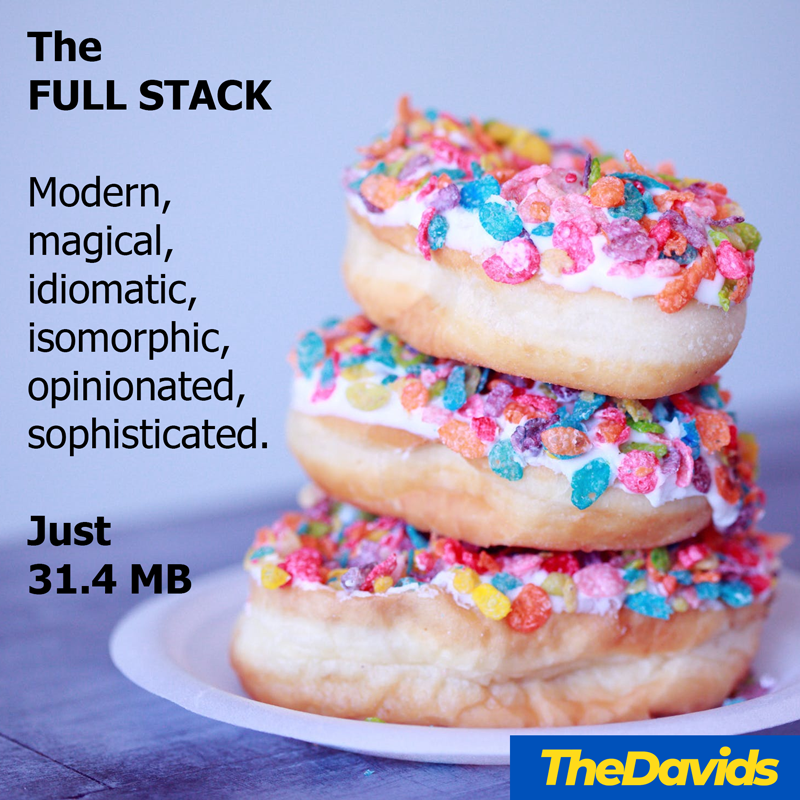 The
FULL STACK
Modern,
magical,
idiomatic,
isomorphic,
opinionated,
sophisticated.
Just
31.4 MB
TheDavids